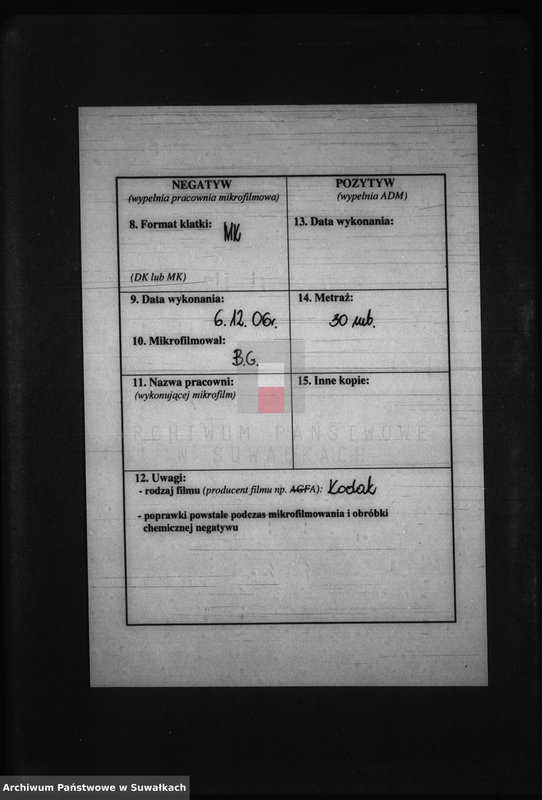 NEGATYW
(wypełnia pracownia mikrofilmowa)
8. Format klatki: MK
(DK lub MK)
9. Data wykonania:
6.12.06r.
10. Mikrofilmował:
B.G.
11. Nazwa pracowni:
(wykonującej mikrofilm)
POZYTYW
(wypełnia ADM)
13. Data wykonania:
14. Metraż:
30 mb.
15. Inne kopie:
12. Uwagi:
- rodzaj filmu (producent filmu np. AGFA): Kodak
- poprawki powstałe podczas mikrofilmowania i obróbki
chemicznej negatywu
ARCHIWUM PAŃSTWOWE
W SUWAŁKACH
Archiwum Państwowe w Suwałkach